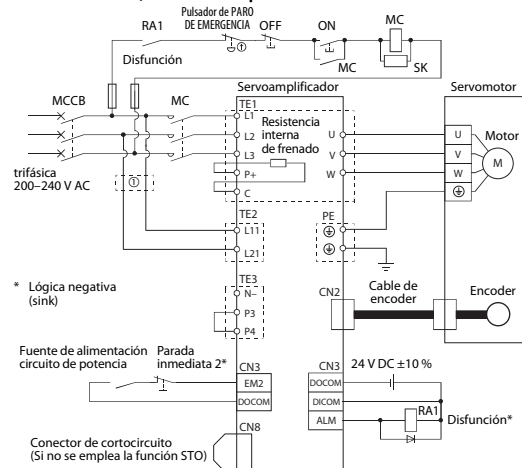 Pulsador de PARO
RA1 DE EMERGENCIA OFF ON MC
①
Disfunción MC SK
Servoamplificador Servomotor
MCCB MC TE1
L1 Resistencia
interna
de frenado
L2 U U Motor
L3 V V M
P+ W W
trifásica
200–240 V AC
①
C
TE2 PE
L11
L21
* Lógica negativa
(sink)
TE3
N–
P3
P4
CN2 Cable de
encoder
Encoder
Fuente de alimentación
circuito de potencia
Parada
inmediata 2*
CN3
EM2
DOCOM
CN3 24 V DC ±10 %
DOCOM
DICOM
ALM RA1 Disfunción*
CN8
Conector de cortocircuito
(Si no se emplea la función STO)